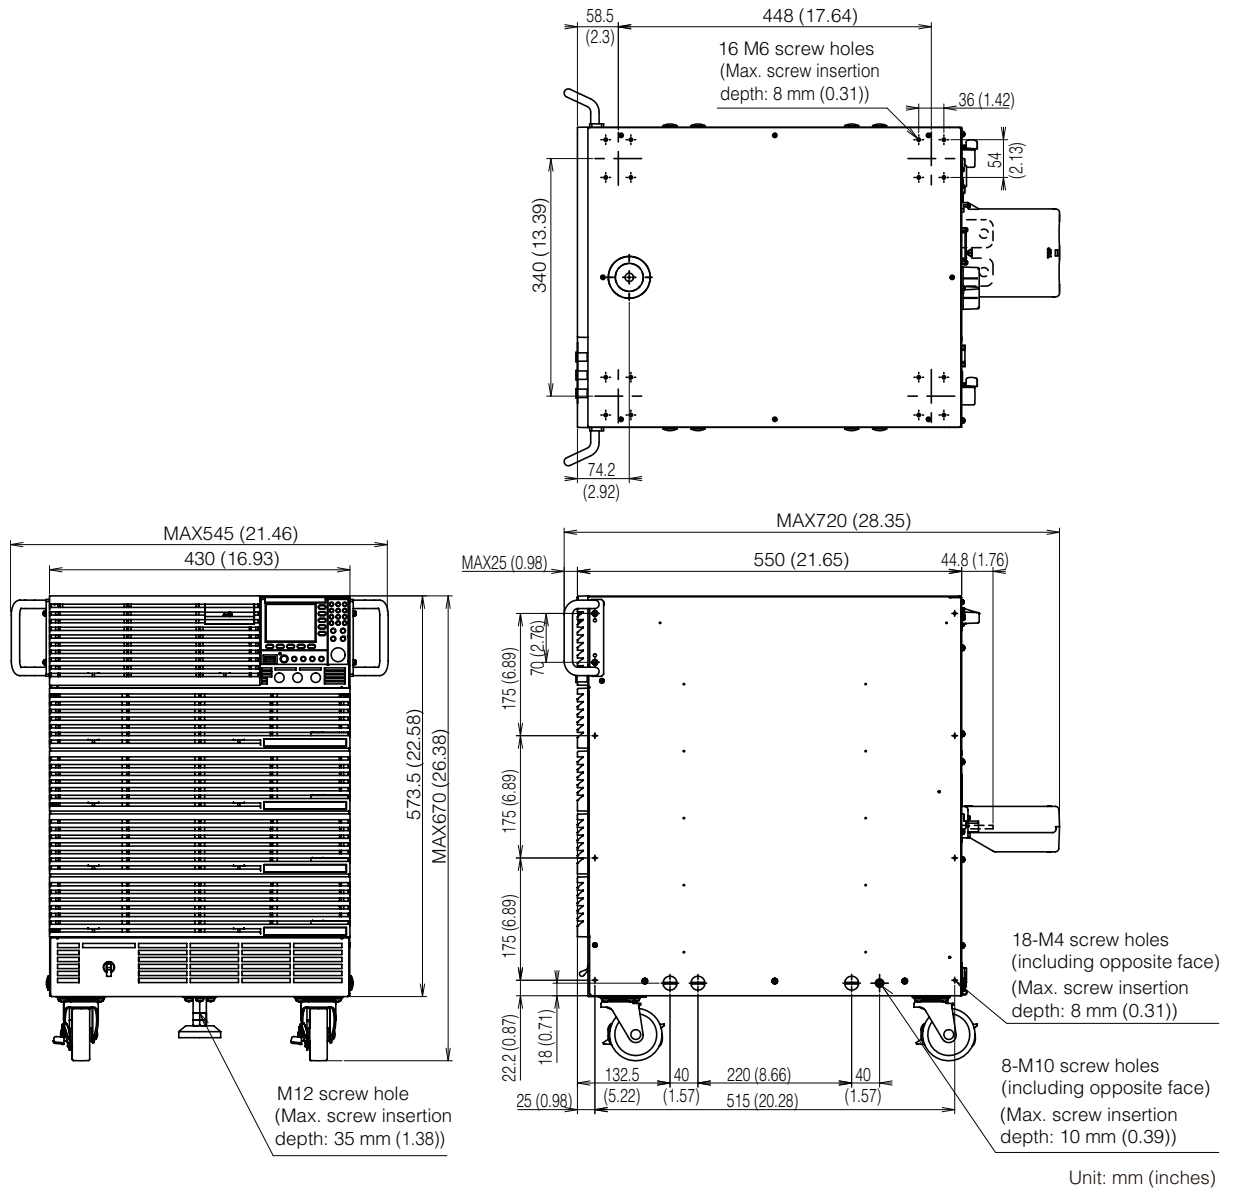 58.5
(2.3)
448 (17.64)
16 M6 screw holes
(Max. screw insertion
depth: 8 mm (0.31))
36 (1.42)
54
(2.13)
340 (13.39)
74.2
(2.92)
MAX545 (21.46)
430 (16.93)
573.5 (22.58)
MAX670 (26.38)
M12 screw hole
(Max. screw insertion
depth: 35 mm (1.38))
MAX720 (28.35)
MAX25 (0.98)
550 (21.65)
44.8 (1.76)
70 (2.76)
175 (6.89)
175 (6.89)
175 (6.89)
22.2 (0.87)
18 (0.71)
132.5
(5.22)
40
(1.57)
220 (8.66)
40
(1.57)
25 (0.98)
515 (20.28)
18-M4 screw holes
(including opposite face)
(Max. screw insertion
depth: 8 mm (0.31))
8-M10 screw holes
(including opposite face)
(Max. screw insertion
depth: 10 mm (0.39))
Unit: mm (inches)